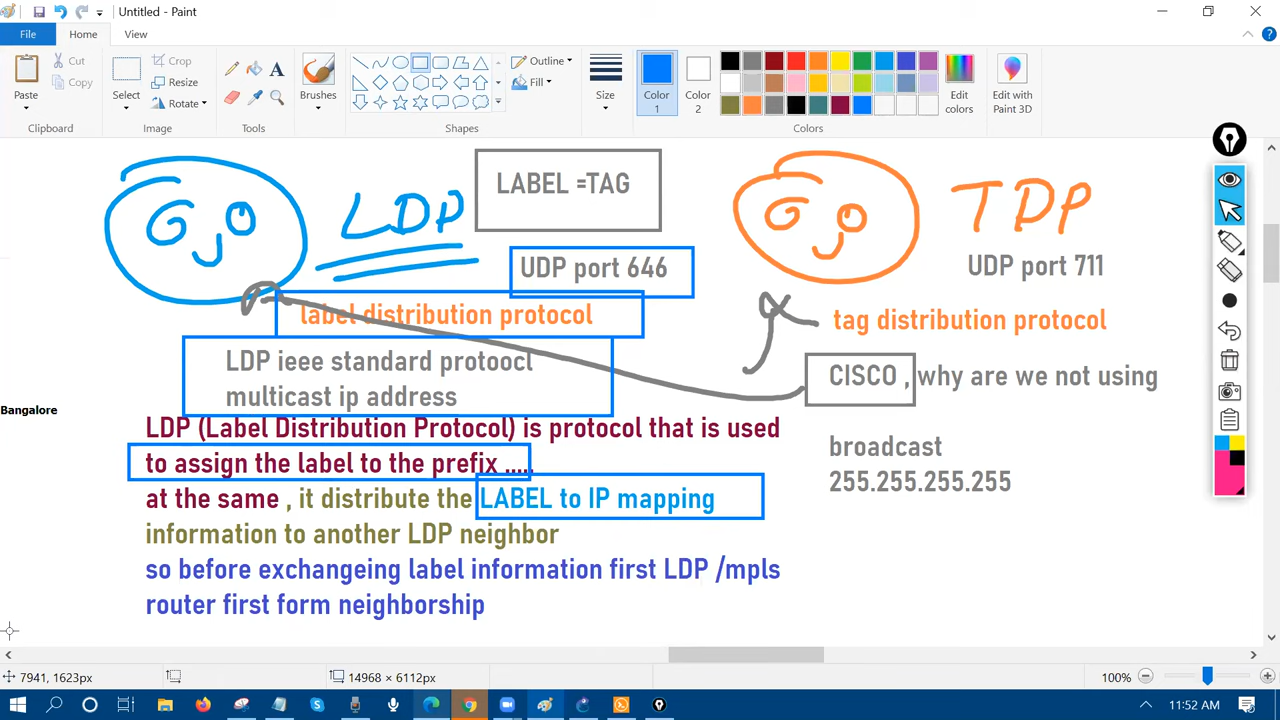 Untitled - Paint
File
Home
View
Paste
Cut
Copy
Clipboard
Select
Crop
Resize
Rotate
Image
Tools
Brushes
Shapes
Outline
Fill
Size
Color 1
Color 2
Edit colors
Colors
Edit with Paint 3D
LDP
LABEL =TAG
TDP
UDP port 646
UDP port 711
label distribution protocol
tag distribution protocol
LDP ieee standard protoocl
multicast ip address
CISCO , why are we not using
Bangalore
LDP (Label Distribution Protocol) is protocol that is used
to assign the label to the prefix .....
at the same , it distribute the LABEL to IP mapping
information to another LDP neighbor
so before exchangeing label information first LDP /mpls
router first form neighborship
broadcast
255.255.255.255
7941, 1623px
14968 × 6112px
100%
11:52 AM